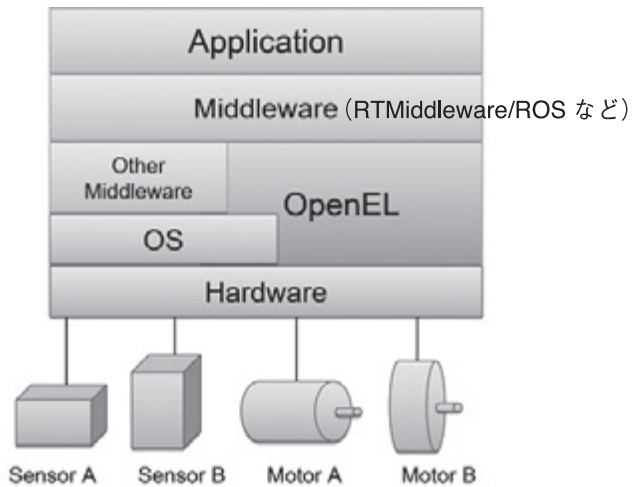 Application
Middleware（RTMiddleware/ROS など）
Other
Middleware
OpenEL
OS
Hardware
Sensor A
Sensor B
Motor A
Motor B